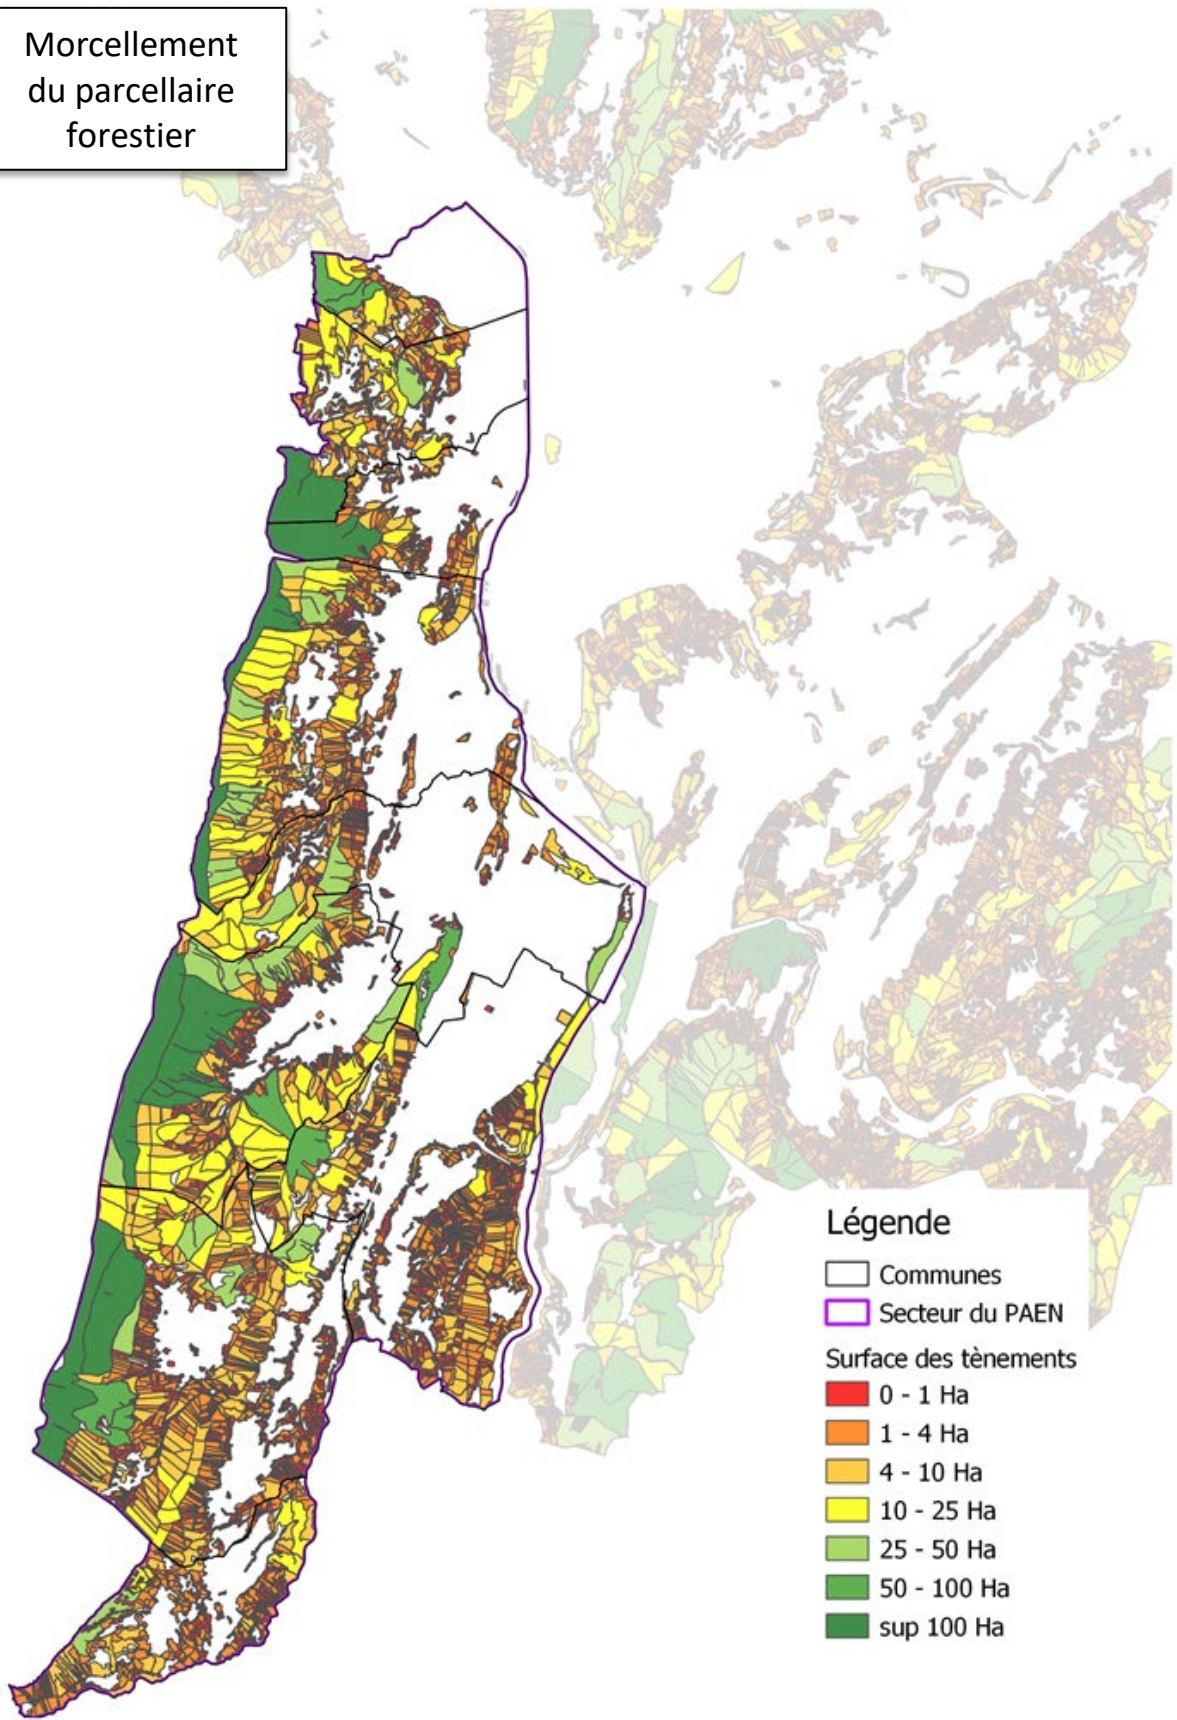 Morcellement
du parcellaire
forestier
Légende
Communes
Secteur du PAEN
Surface des tènements
0 - 1 Ha
1 - 4 Ha
4 - 10 Ha
10 - 25 Ha
25 - 50 Ha
50 - 100 Ha
sup 100 Ha